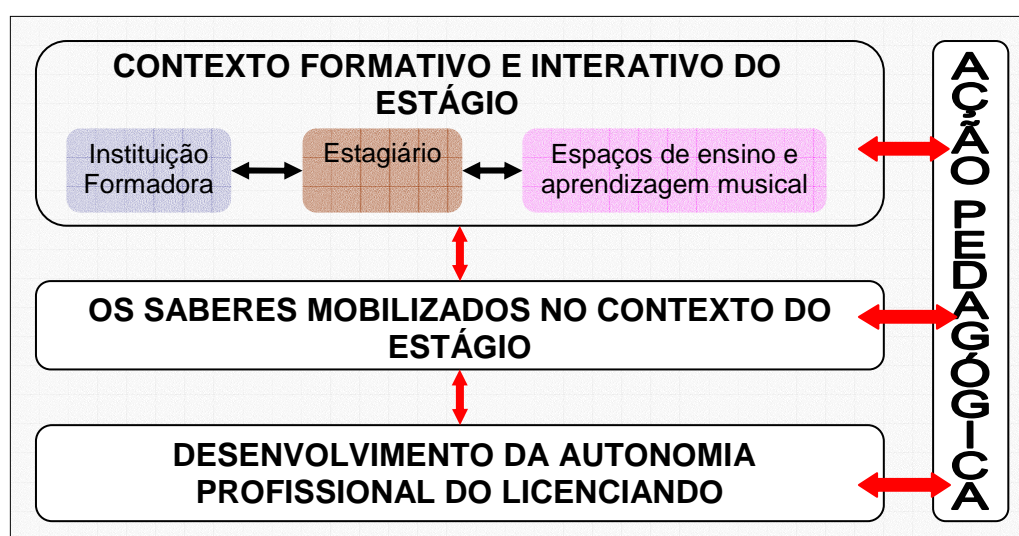 CONTEXTO FORMATIVO E INTERATIVO DO
ESTÁGIO
Instituição
Formadora
Estagiário
Espaços de ensino e
aprendizagem musical
OS SABERES MOBILIZADOS NO CONTEXTO DO
ESTÁGIO
DESENVOLVIMENTO DA AUTONOMIA
PROFISSIONAL DO LICENCIANDO
AÇÃO PEDAGÓGICA